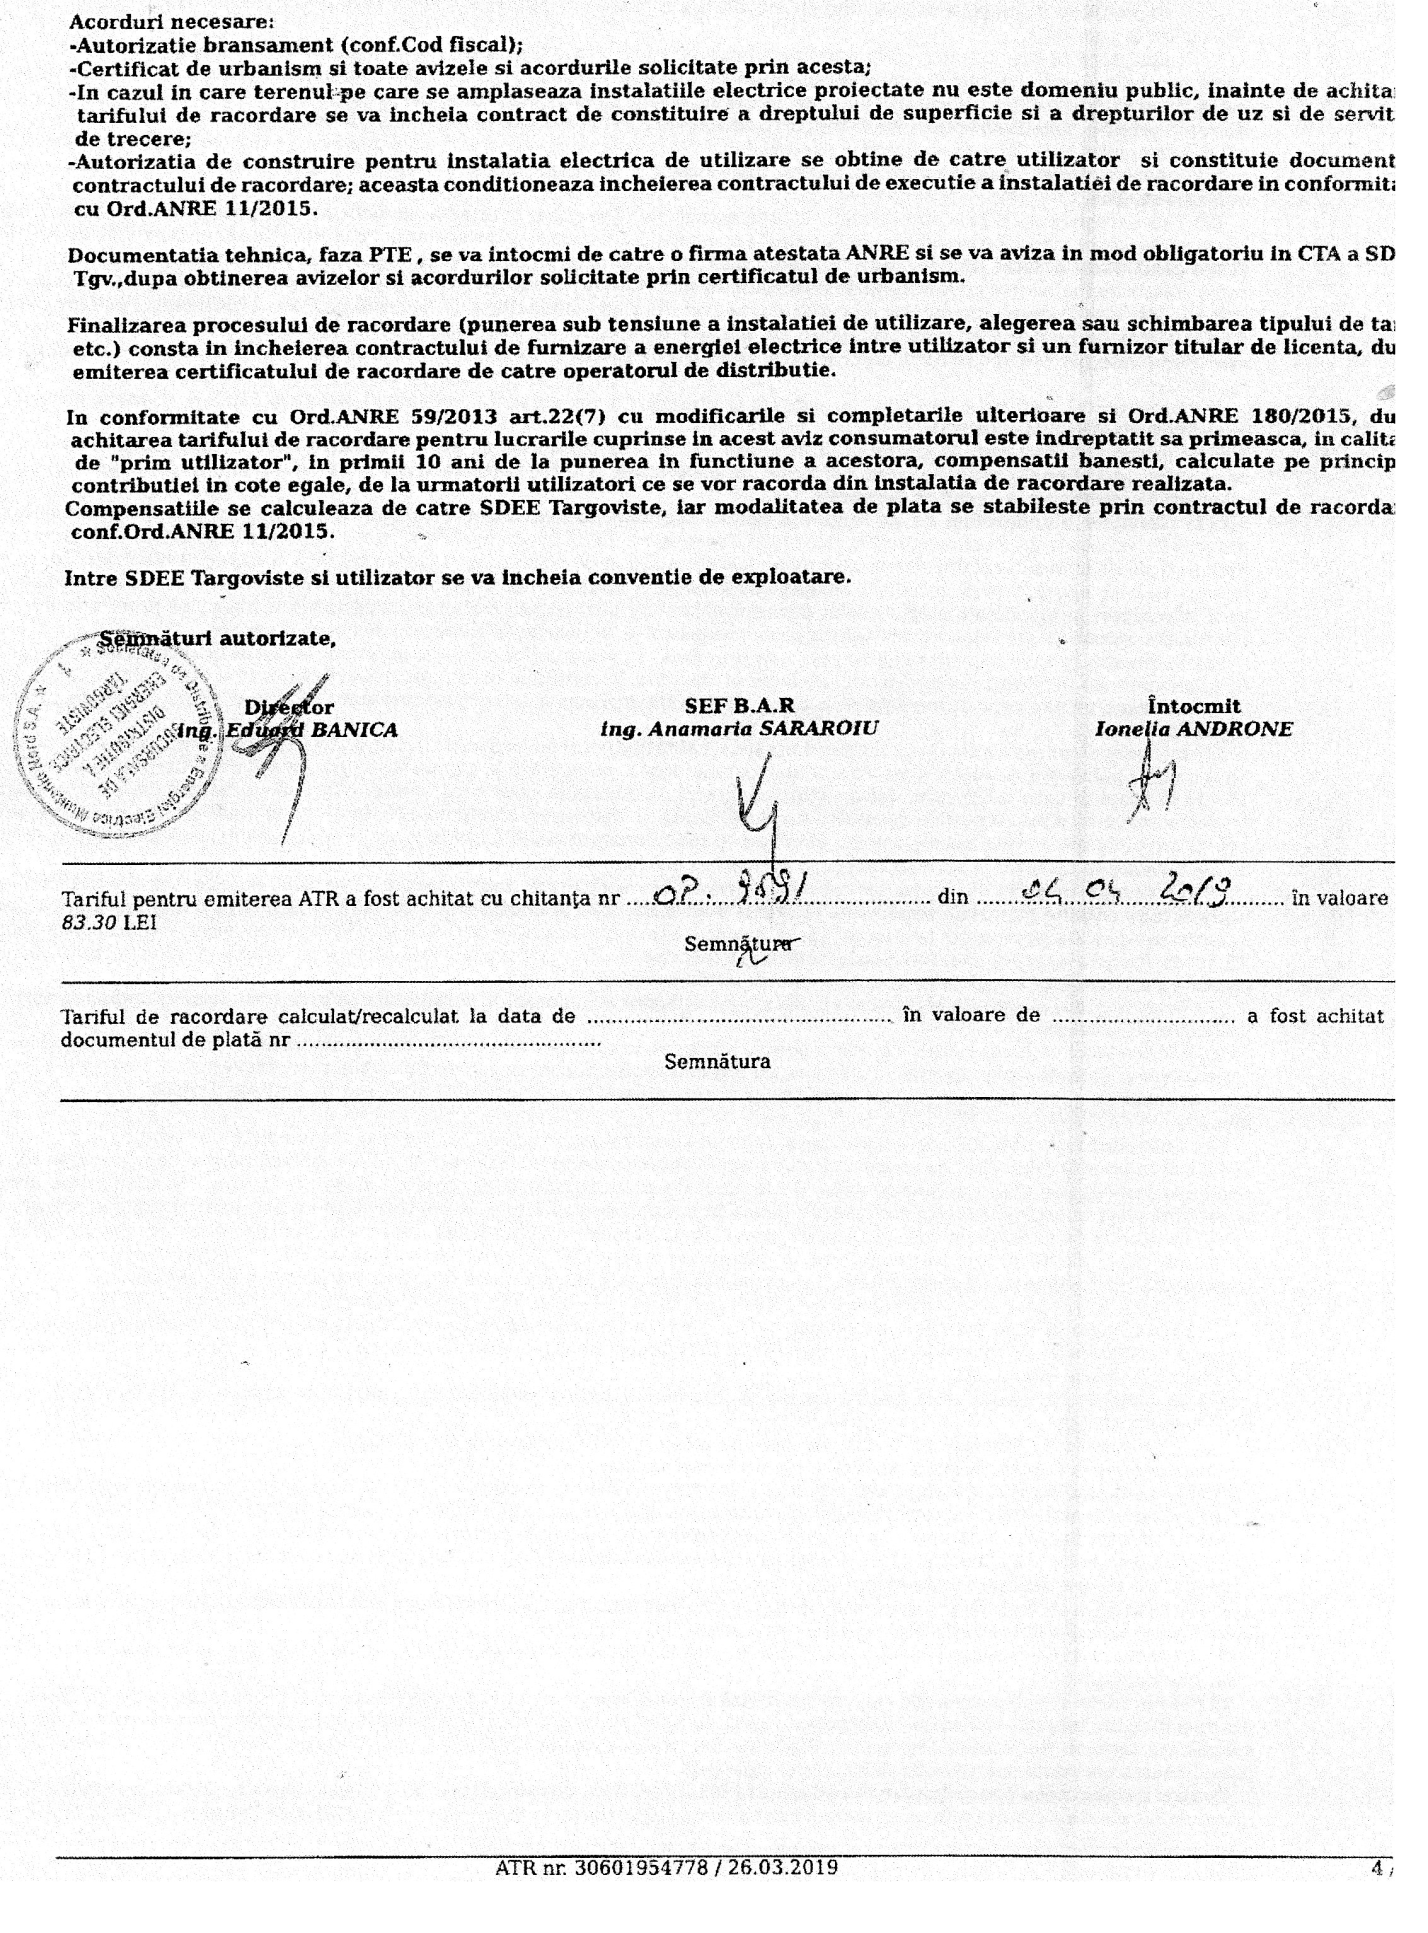 Acorduri necesare:
-Autorizatie bransament (conf.Cod fiscal);
-Certificat de urbanism si toate avizele si acordurile solicitate prin acesta;
-In cazul in care terenul pe care se amplaseaza instalatiile electrice proiectate nu este domeniu public, inainte de achita
tarifului de racordare se va incheia contract de constituire a dreptului de superficie si a drepturilor de uz si de servit
de trecere;
-Autorizatia de construire pentru instalatia electrica de utilizare se obtine de catre utilizator si constituie document
contractului de racordare; aceasta conditioneaza incheierea contractului de executie a instalatiei de racordare in conformit
cu Ord.ANRE 11/2015.
Documentatia tehnica, faza PTE , se va intocmi de catre o firma atestata ANRE si se va aviza in mod obligatoriu in CTA a SD
Tgv.,dupa obtinerea avizelor si acordurilor solicitate prin certificatul de urbanism.
Finalizarea procesului de racordare (punerea sub tensiune a instalatiei de utilizare, alegerea sau schimbarea tipului de ta
etc.) consta in incheierea contractului de furnizare a energiei electrice intre utilizator si un furnizor titular de licenta, du
emiterea certificatului de racordare de catre operatorul de distributie.
In conformitate cu Ord.ANRE 59/2013 art.22(7) cu modificarile si completarile ulterioare si Ord.ANRE 180/2015, du
achitarea tarifului de racordare pentru lucrarile cuprinse in acest aviz consumatorul este indreptatit sa primeasca, in calita
de "prim utilizator", in primii 10 ani de la punerea in functiune a acestora, compensatii banesti, calculate pe princip
contributiei in cote egale, de la urmatorii utilizatori ce se vor racorda din instalatia de racordare realizata.
Compensatiile se calculeaza de catre SDEE Targoviste, iar modalitatea de plata se stabileste prin contractul de racorda
conf.Ord.ANRE 11/2015.
Intre SDEE Targoviste si utilizator se va incheia conventie de exploatare.
Semnături autorizate,
Societatea de Distribuție a Energiei Electrice Muntenia Nord S.A.
SUCURSALA DE
DISTRIBUTIE A
ENERGIEI ELECTRICE
TÂRGOVISTE
Director SEF B.A.R Întocmit
ing. Eduard BANICA ing. Anamaria SARAROIU Ionelia ANDRONE
Tariful pentru emiterea ATR a fost achitat cu chitanţa nr ....OP. .... din .... 04 2019 .... în valoare
83.30 LEI
Semnătura
Tariful de racordare calculat/recalculat la data de .................................................. în valoare de .............................. a fost achitat
documentul de plată nr ..................................................
Semnătura
ATR nr. 30601954778 / 26.03.2019 4 /